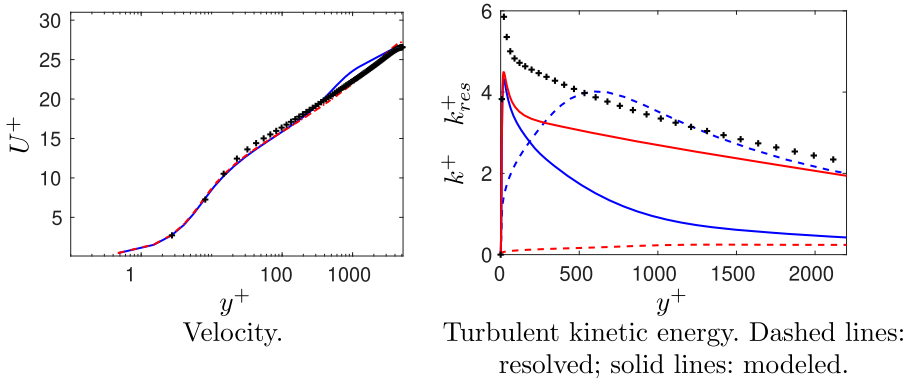 30
25
20
15
10
5
1
100
1000
U+
y+
Velocity.
6
4
2
0
0
500
1000
1500
2000
k+ k+res
y+
Turbulent kinetic energy. Dashed lines:
resolved; solid lines: modeled.